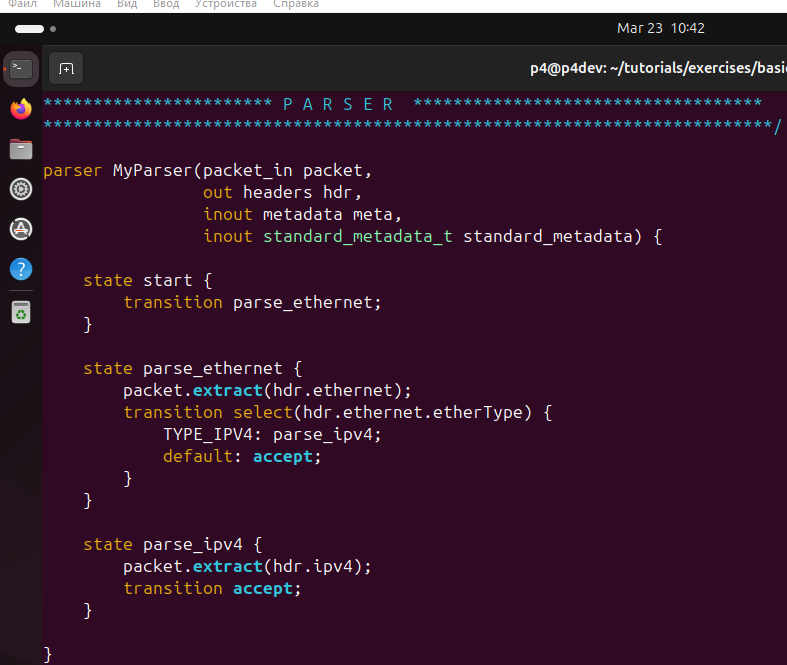 Файл Машина Вид Ввод Устройства Справка
Mar 23 10:42
p4@p4dev: ~/tutorials/exercises/basi
*********************** P A R S E R ***********************************
*************************************************************************/
parser MyParser(packet_in packet,
                out headers hdr,
                inout metadata meta,
                inout standard_metadata_t standard_metadata) {
    state start {
        transition parse_ethernet;
    }
    state parse_ethernet {
        packet.extract(hdr.ethernet);
        transition select(hdr.ethernet.etherType) {
            TYPE_IPV4: parse_ipv4;
            default: accept;
        }
    }
    state parse_ipv4 {
        packet.extract(hdr.ipv4);
        transition accept;
    }
}